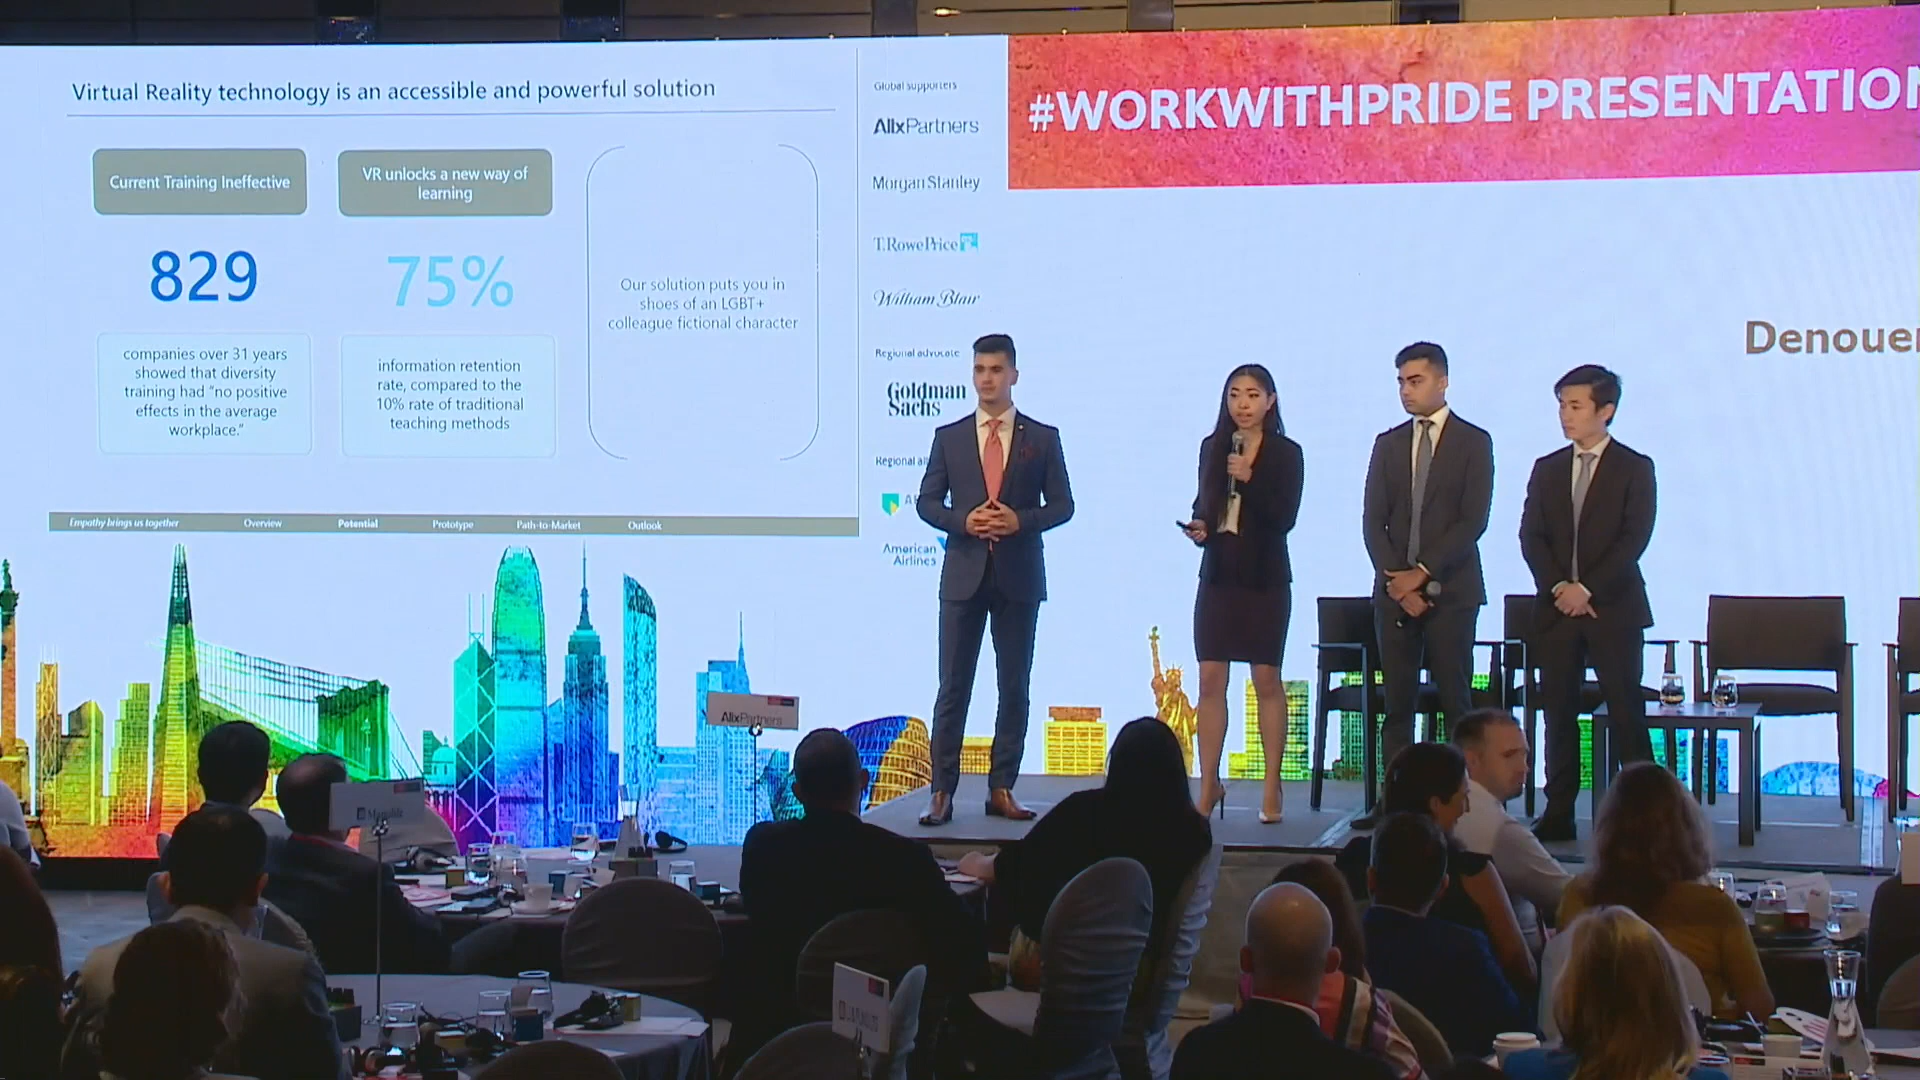 Virtual Reality technology is an accessible and powerful solution
Current Training Ineffective
829
companies over 31 years
showed that diversity
training had "no positive
effects in the average
workplace."
VR unlocks a new way of
learning
75%
information retention
rate, compared to the
10% rate of traditional
teaching methods
Our solution puts you in
shoes of an LGBT+
colleague fictional character
Empathy brings us together
Overview
Potential
Prototype
Path-to-Market
Outlook
Global supporters
AlixPartners
Morgan Stanley
T.RowePrice
William Blair
Regional advocate
Goldman
Sachs
Regional
American
Airlines
#WORKWITHPRIDE PRESENTATION
AlixPartners
Manulife